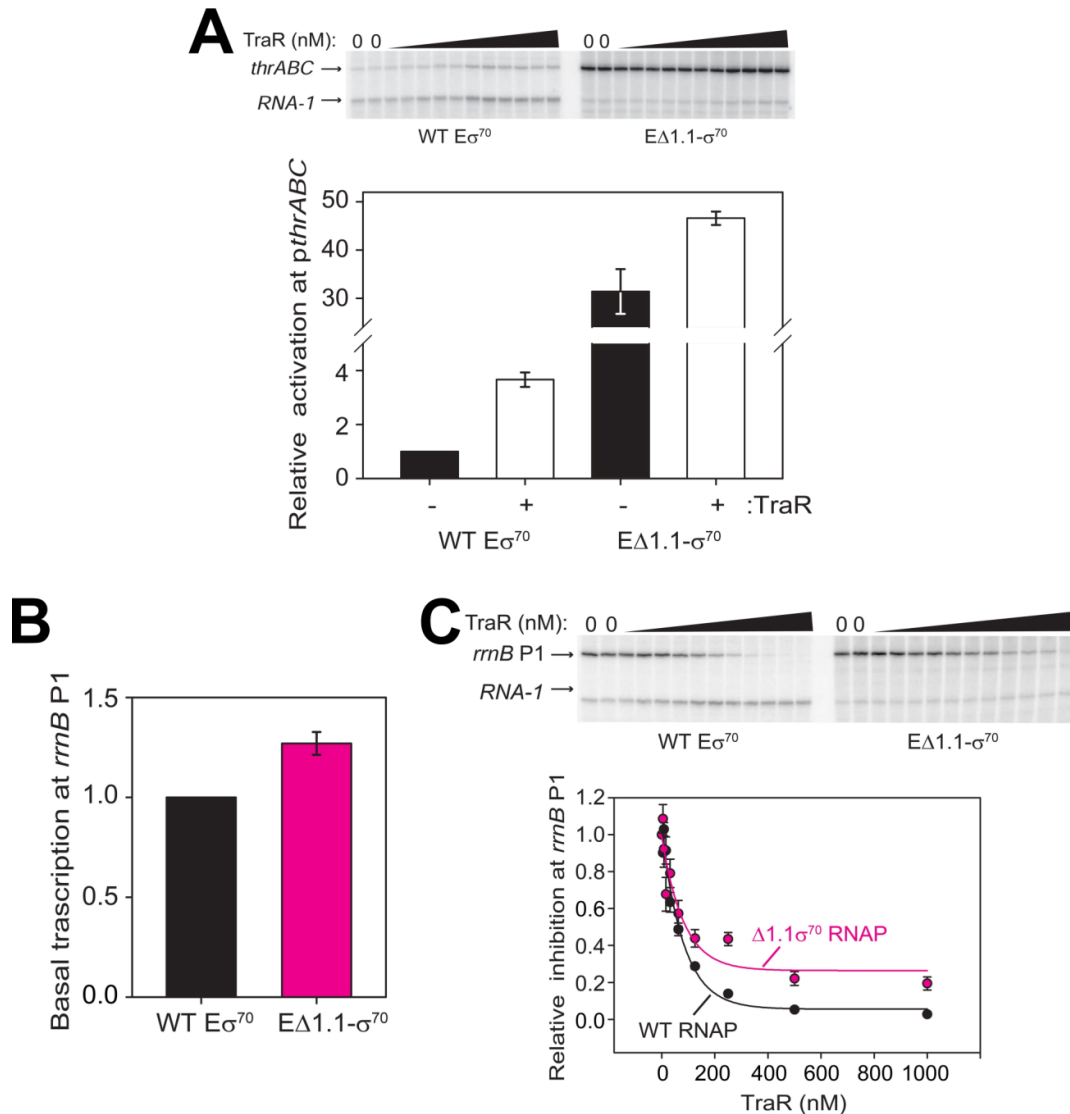 A
TraR (nM): 0 0 0 0
thrABC →
RNA-1 →
WT Eσ⁷⁰ EΔ1.1-σ⁷⁰
Relative activation at pthrABC
50
40
30
4
2
0
- + - + :TraR
WT Eσ⁷⁰ EΔ1.1-σ⁷⁰
B
Basal trascription at rrnB P1
1.5
1.0
0.5
0.0
WT Eσ⁷⁰ EΔ1.1-σ⁷⁰
C
TraR (nM): 0 0 0 0
rrnB P1 →
RNA-1 →
WT Eσ⁷⁰ EΔ1.1-σ⁷⁰
Relative inhibition at rrnB P1
1.2
1.0
0.8
0.6
0.4
0.2
0.0
Δ1.1σ⁷⁰ RNAP
WT RNAP
0 200 400 600 800 1000
TraR (nM)